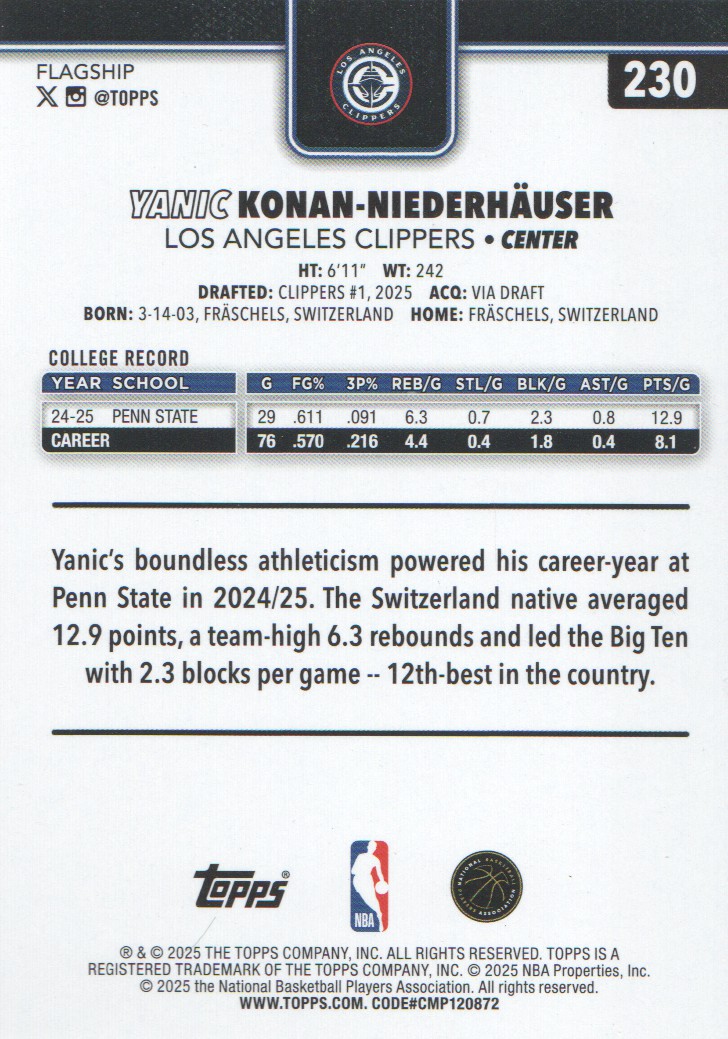 FLAGSHIP
@TOPPS
LOS ANGELES
CLIPPERS
230
YANIC KONAN-NIEDERHÄUSER
LOS ANGELES CLIPPERS • CENTER
HT: 6'11" WT: 242
DRAFTED: CLIPPERS #1, 2025 ACQ: VIA DRAFT
BORN: 3-14-03, FRÄSCHELS, SWITZERLAND HOME: FRÄSCHELS, SWITZERLAND
COLLEGE RECORD
YEAR SCHOOL G FG% 3P% REB/G STL/G BLK/G AST/G PTS/G
24-25 PENN STATE 29 .611 .091 6.3 0.7 2.3 0.8 12.9
CAREER 76 .570 .216 4.4 0.4 1.8 0.4 8.1
Yanic's boundless athleticism powered his career-year at
Penn State in 2024/25. The Switzerland native averaged
12.9 points, a team-high 6.3 rebounds and led the Big Ten
with 2.3 blocks per game -- 12th-best in the country.
TOPPS®
NBA
NATIONAL BASKETBALL
PLAYERS ASSOCIATION
® & © 2025 THE TOPPS COMPANY, INC. ALL RIGHTS RESERVED. TOPPS IS A
REGISTERED TRADEMARK OF THE TOPPS COMPANY, INC. © 2025 NBA Properties, Inc.
© 2025 the National Basketball Players Association. All rights reserved.
WWW.TOPPS.COM. CODE#CMP120872